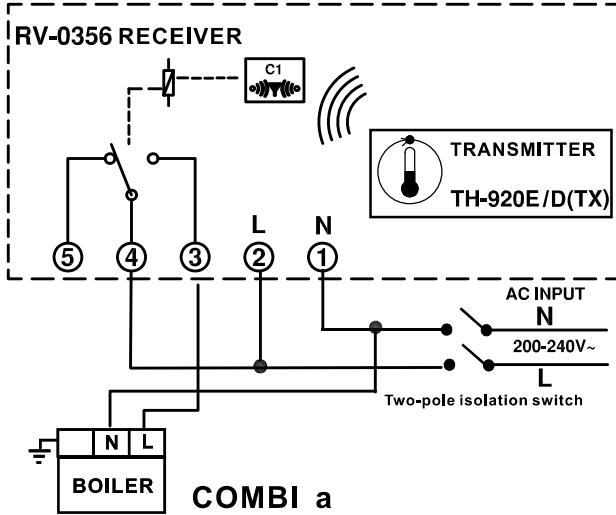 RV-0356 RECEIVER
C1
TRANSMITTER
TH-920E/D(TX)
L N
5 4 3 2 1
AC INPUT
N
200-240V~
L
Two-pole isolation switch
N L
BOILER
COMBI a